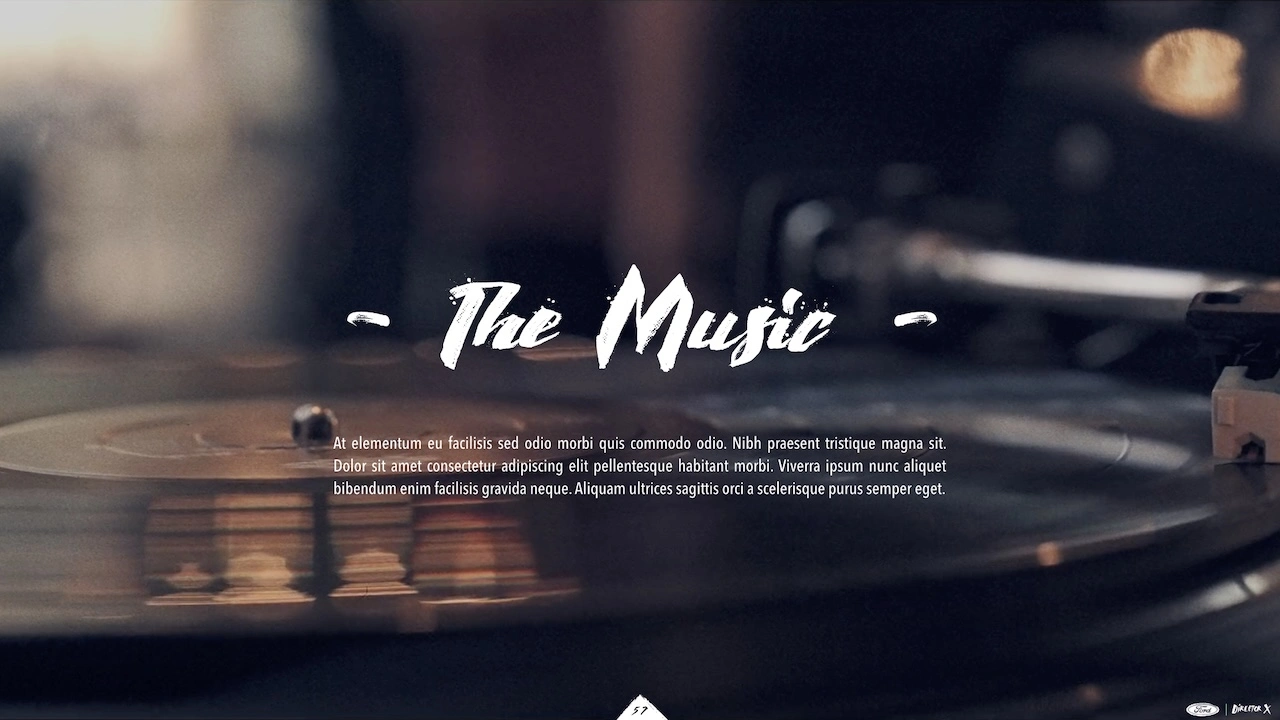 - The Music -
At elementum eu facilisis sed odio morbi quis commodo odio. Nibh praesent tristique magna sit.
Dolor sit amet consectetur adipiscing elit pellentesque habitant morbi. Viverra ipsum nunc aliquet
bibendum enim facilisis gravida neque. Aliquam ultrices sagittis orci a scelerisque purus semper eget.
57
Ford | Director X